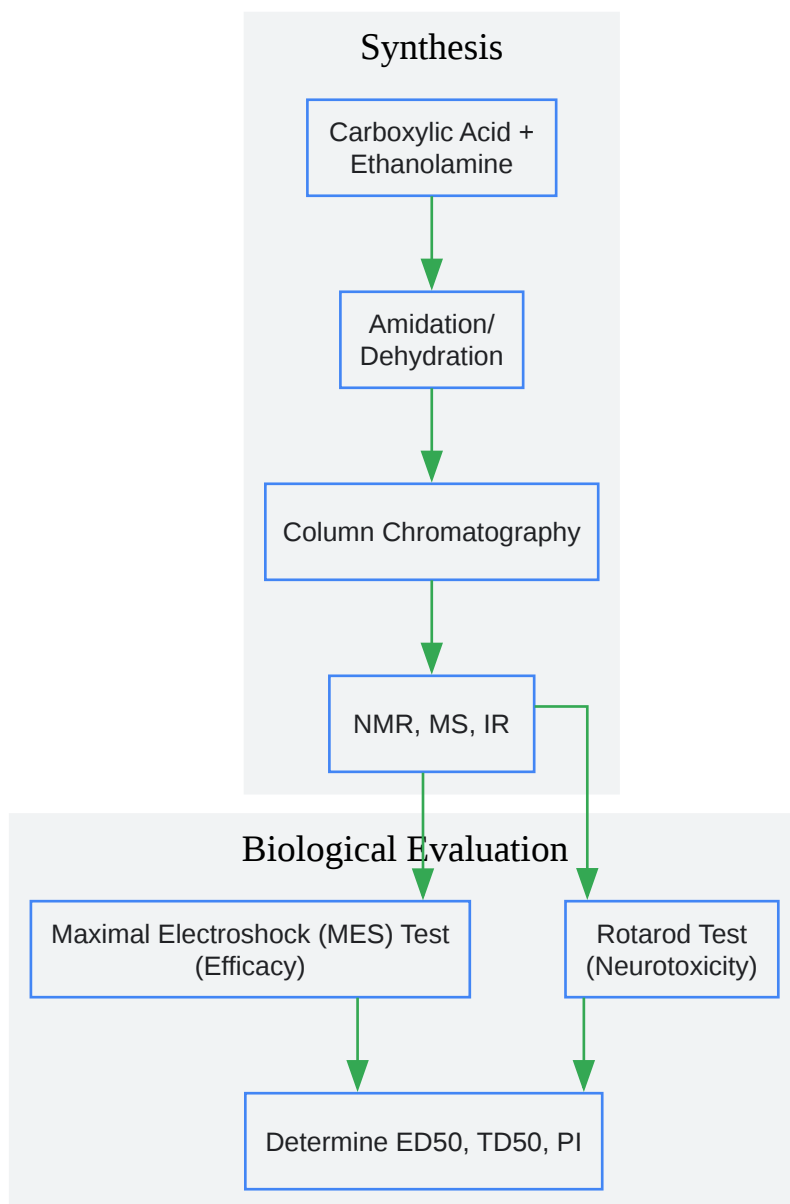 Synthesis
Carboxylic Acid +
Ethanolamine
Amidation/
Dehydration
Column Chromatography
NMR, MS, IR
Biological Evaluation
Maximal Electroshock (MES) Test
(Efficacy)
Rotarod Test
(Neurotoxicity)
Determine ED50, TD50, PI